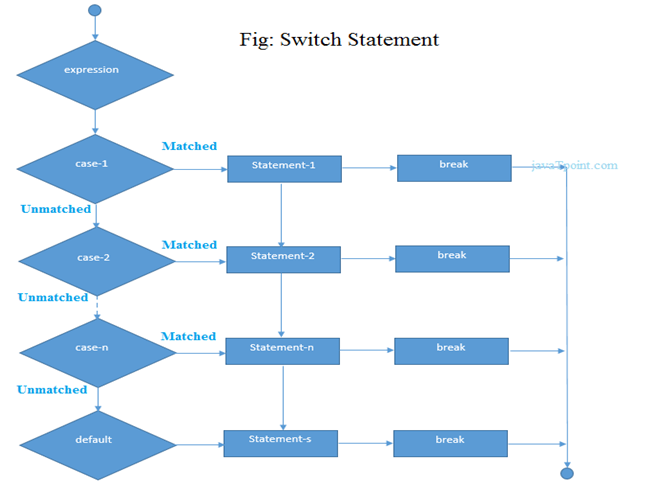 Fig: Switch Statement
expression
case-1
Matched
Statement-1
break
javaTpoint.com
Unmatched
case-2
Matched
Statement-2
break
Unmatched
case-n
Matched
Statement-n
break
Unmatched
default
Statement-s
break